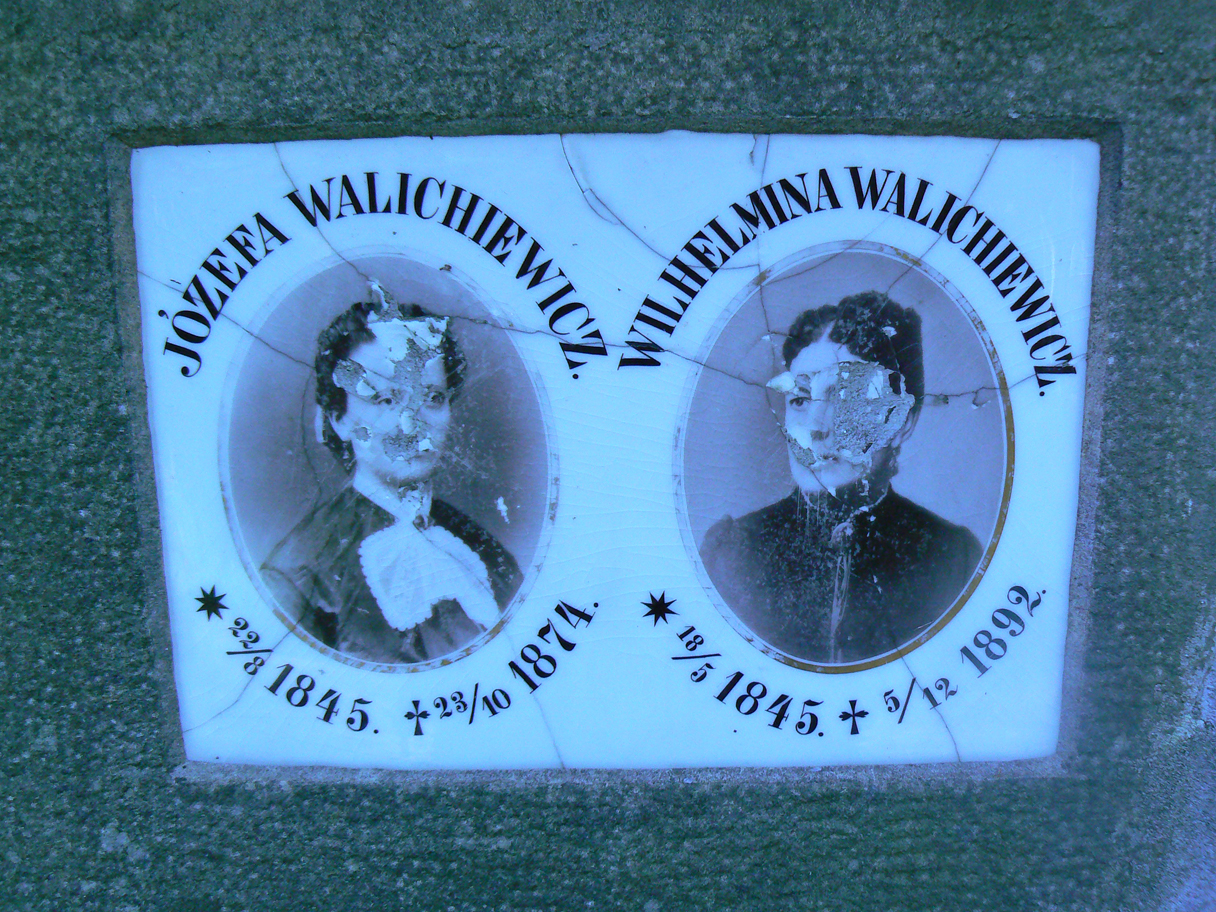 JÓZEFA WALICHIEWICZ.
* 22/8 1845. ✝ 23/10 1874.
WILHELMINA WALICHIEWICZ.
* 18/5 1845. ✝ 5/12 1892.